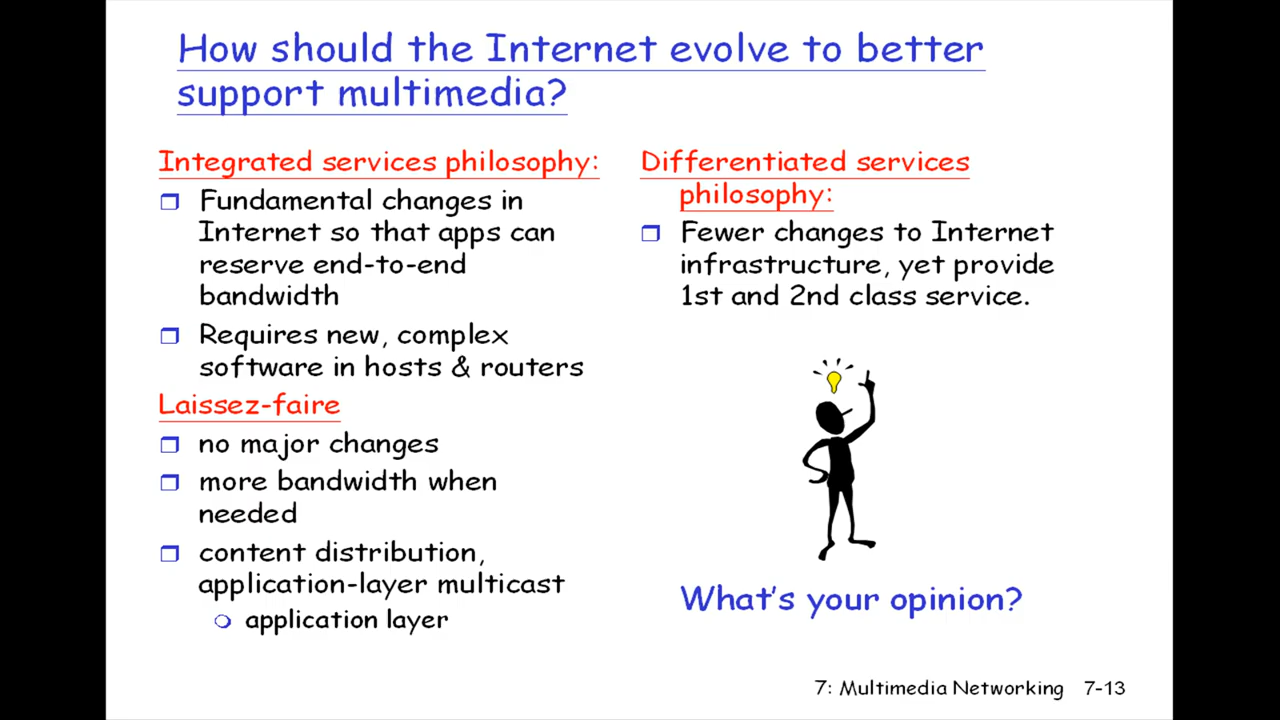 How should the Internet evolve to better
support multimedia?
Integrated services philosophy:
Fundamental changes in
Internet so that apps can
reserve end-to-end
bandwidth
Requires new, complex
software in hosts & routers
Laissez-faire
no major changes
more bandwidth when
needed
content distribution,
application-layer multicast
application layer
Differentiated services
philosophy:
Fewer changes to Internet
infrastructure, yet provide
1st and 2nd class service.
What's your opinion?
7: Multimedia Networking 7-13